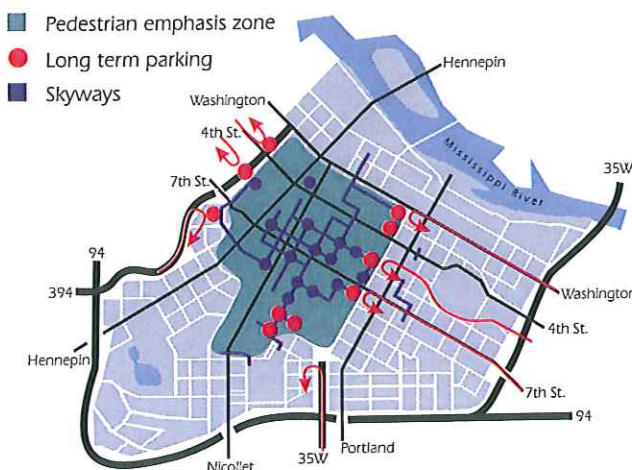 Pedestrian emphasis zone
Long term parking
Skyways
Hennepin
Washington
4th St.
7th St.
Mississippi River
35W
94
394
Hennepin
Washington
4th St.
7th St.
94
Portland
35W
Nicollet